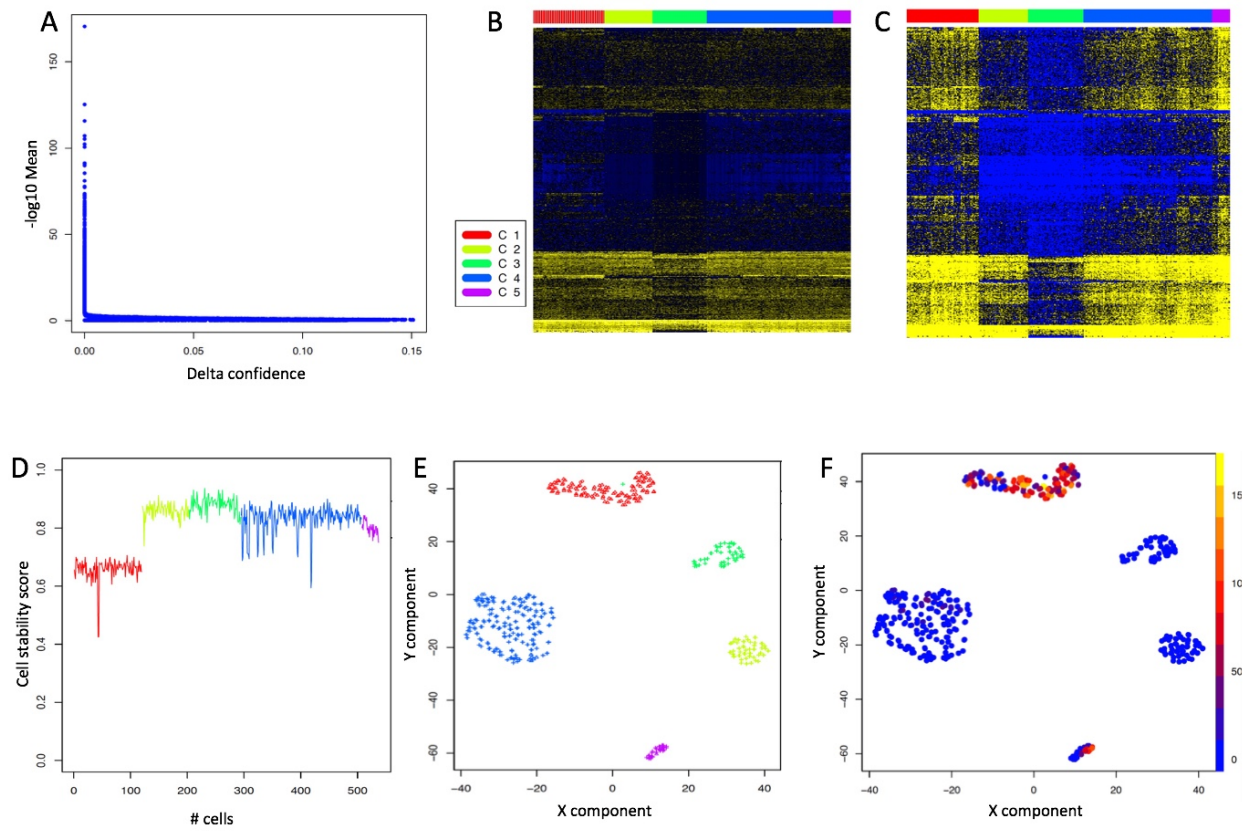 A
-log10 Mean
150
100
50
0
0.00 0.05 0.10 0.15
Delta confidence
B
C 1
C 2
C 3
C 4
C 5
C
D
Cell stability score
1.0
0.8
0.6
0.4
0.2
0.0
0 100 200 300 400 500
# cells
E
Y component
40
20
0
-20
-40
-60
-40 -20 0 20 40
X component
F
Y component
40
20
0
-20
-40
-60
-40 -20 0 20 40
X component
50
0